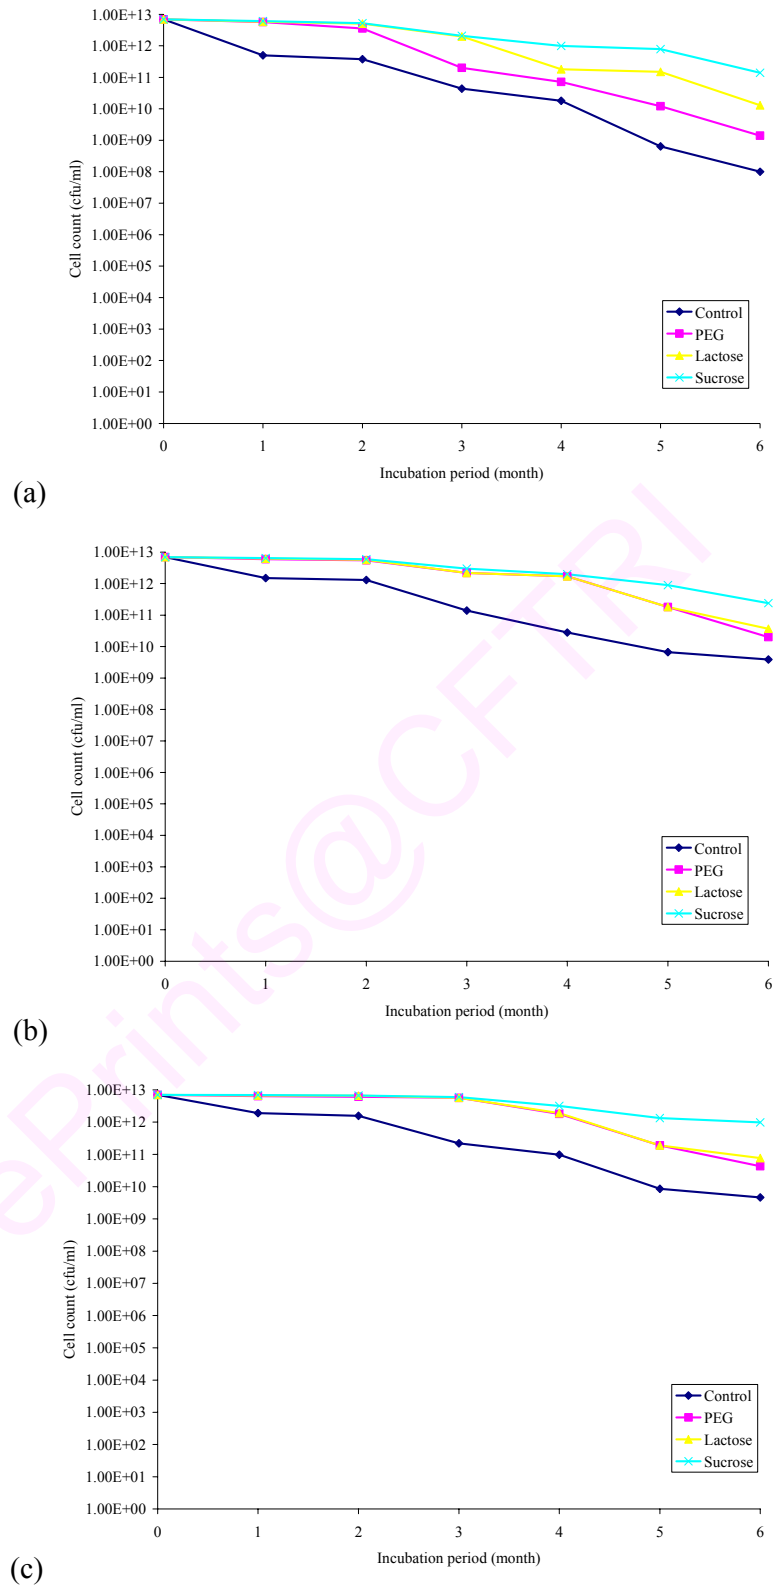 1.00E+13
1.00E+12
1.00E+11
1.00E+10
1.00E+09
1.00E+08
1.00E+07
1.00E+06
1.00E+05
1.00E+04
1.00E+03
1.00E+02
1.00E+01
1.00E+00
Cell count (cfu/ml)
0 1 2 3 4 5 6
Incubation period (month)
Control
PEG
Lactose
Sucrose
(a)
1.00E+13
1.00E+12
1.00E+11
1.00E+10
1.00E+09
1.00E+08
1.00E+07
1.00E+06
1.00E+05
1.00E+04
1.00E+03
1.00E+02
1.00E+01
1.00E+00
Cell count (cfu/ml)
0 1 2 3 4 5 6
Incubation period (month)
Control
PEG
Lactose
Sucrose
(b)
1.00E+13
1.00E+12
1.00E+11
1.00E+10
1.00E+09
1.00E+08
1.00E+07
1.00E+06
1.00E+05
1.00E+04
1.00E+03
1.00E+02
1.00E+01
1.00E+00
Cell count (cfu/ml)
0 1 2 3 4 5 6
Incubation period (month)
Control
PEG
Lactose
Sucrose
(c)
ePrints@CFTRI